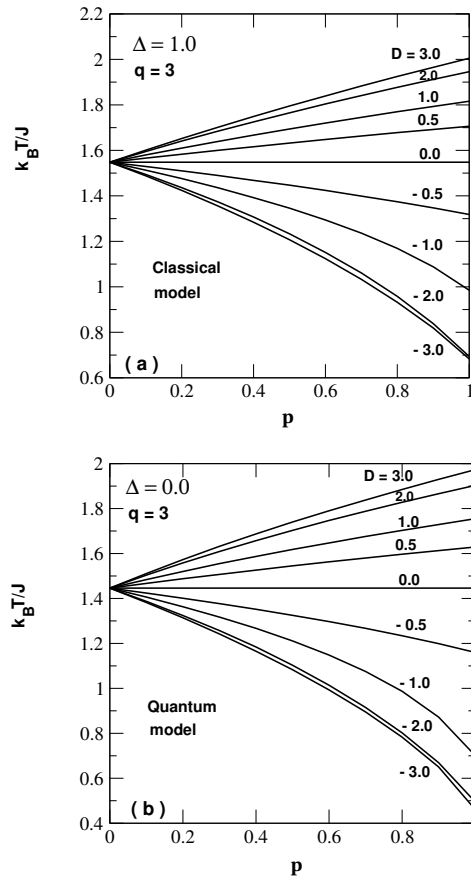 2.2
Δ = 1.0
q = 3
D = 3.0
2
2.0
1.8
1.0
0.5
k_BT/J
1.6
0.0
1.4
- 0.5
1.2
- 1.0
Classical
model
1
- 2.0
0.8
- 3.0
( a )
0.6
0 0.2 0.4 0.6 0.8 1
p
2
Δ = 0.0
D = 3.0
q = 3
2.0
1.8
1.0
0.5
1.6
k_BT/J
0.0
1.4
- 0.5
1.2
- 1.0
1
Quantum
model
- 2.0
0.8
- 3.0
0.6
( b )
0.4
0 0.2 0.4 0.6 0.8
p